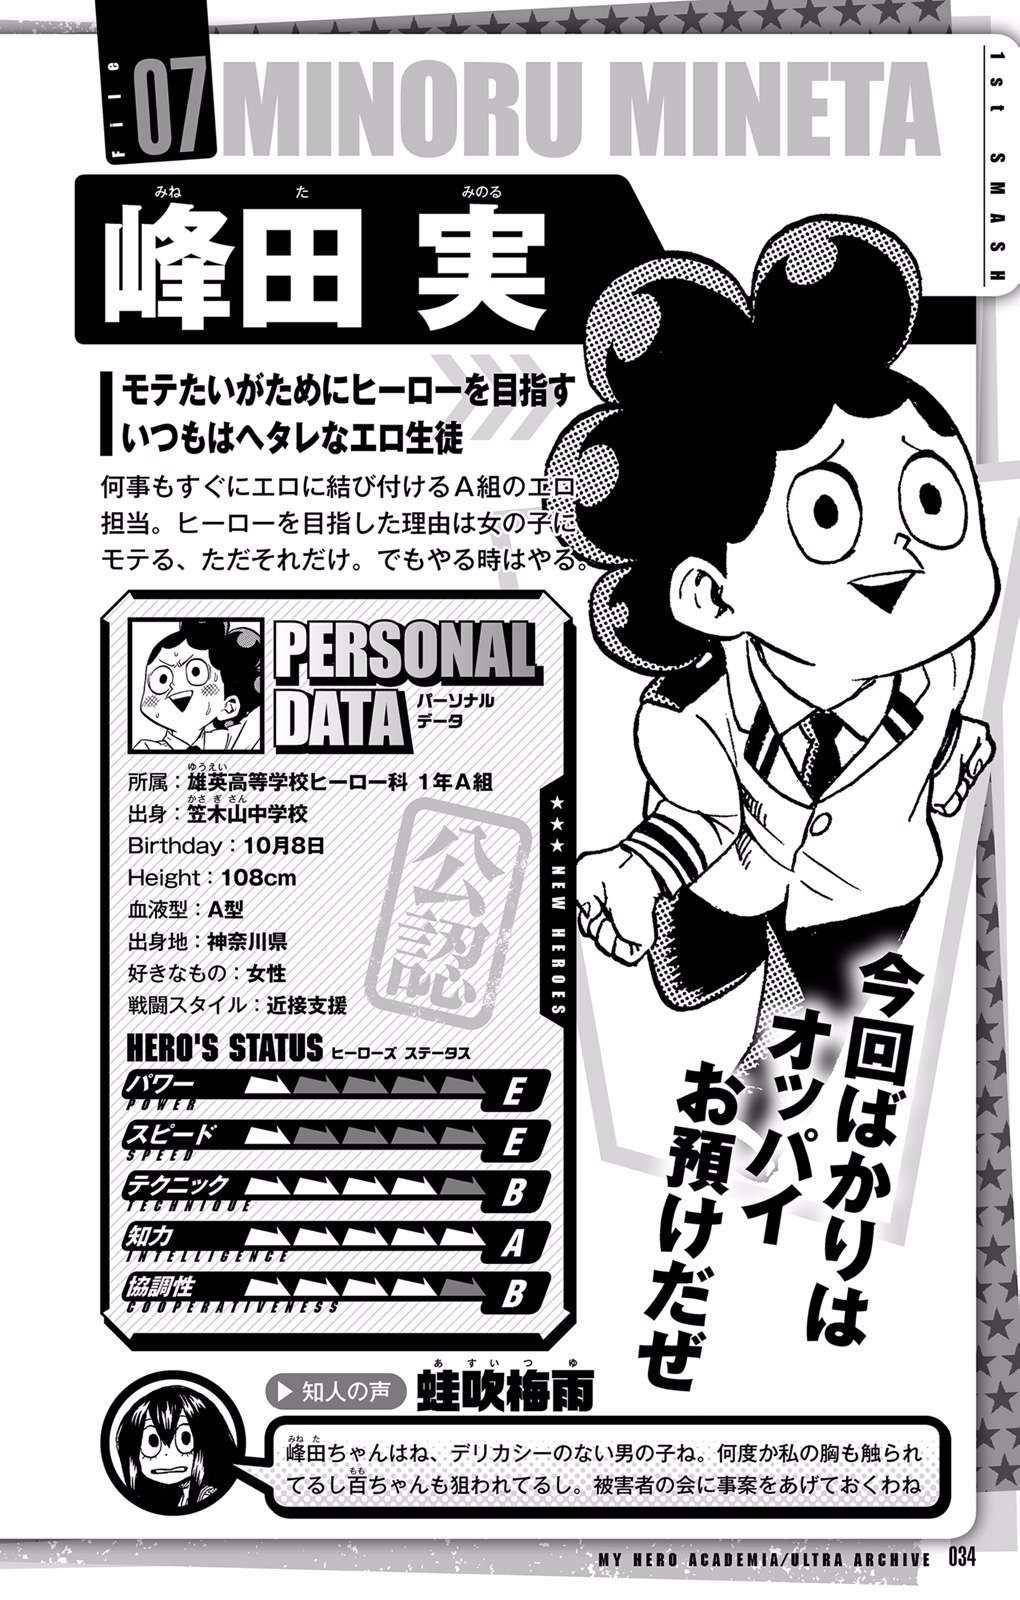 File 07 MINORU MINETA
1st SMASH
みね た みのる
峰田 実
モテたいがためにヒーローを目指す
いつもはヘタレなエロ生徒
何事もすぐにエロに結び付けるA組のエロ
担当。ヒーローを目指した理由は女の子に
モテる、ただそれだけ。でもやる時はやる。
PERSONAL
DATA
パーソナル
データ
ゆうえい
所属：雄英高等学校ヒーロー科 1年A組
かさ ぎ さん
出身：笠木山中学校
Birthday：10月8日
Height：108cm
血液型：A型
出身地：神奈川県
好きなもの：女性
戦闘スタイル：近接支援
公認
★★★ NEW HEROES
HERO'S STATUS ヒーローズ ステータス
パワー E
POWER
スピード E
SPEED
テクニック B
TECHNIQUE
知力 A
INTELLIGENCE
協調性 B
COOPERATIVENESS
今回ばかりは
オッパイ
お預けだぜ
あ すい つ ゆ
▶知人の声 蛙吹梅雨
みね た
峰田ちゃんはね、デリカシーのない男の子ね。何度か私の胸も触られ
もも
てるし百ちゃんも狙われてるし。被害者の会に事案をあげておくわね
MY HERO ACADEMIA/ULTRA ARCHIVE 034